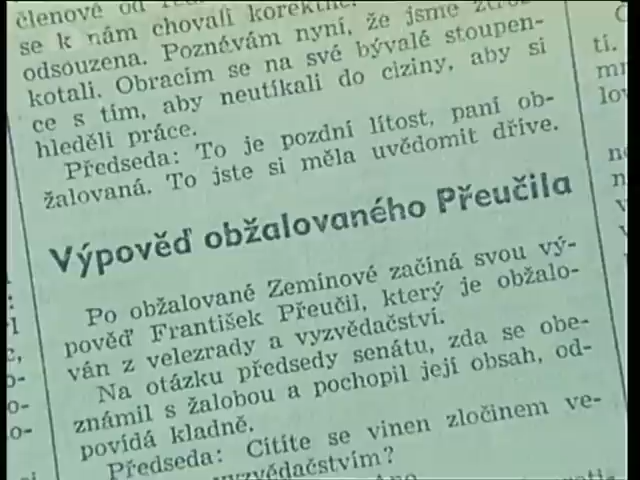 členové od
se k nám chovali korektně.
odsouzena. Poznávám nyní, že jsme
kotali. Obracím se na své bývalé stoupen-
ce s tím, aby neutíkali do ciziny, aby si
hleděli práce.
Předseda: To je pozdní lítost, paní ob-
žalovaná. To jste si měla uvědomit dříve.
Výpověď obžalovaného Přeučila
Po obžalované Zemínové začíná svou vý-
pověď František Přeučil, který je obžalo-
ván z velezrady a vyzvědačství.
Na otázku předsedy senátu, zda se obe-
známil s žalobou a pochopil její obsah, od-
povídá kladně.
Předseda: Cítíte se vinen zločinem ve-
vyzvědačstvím?